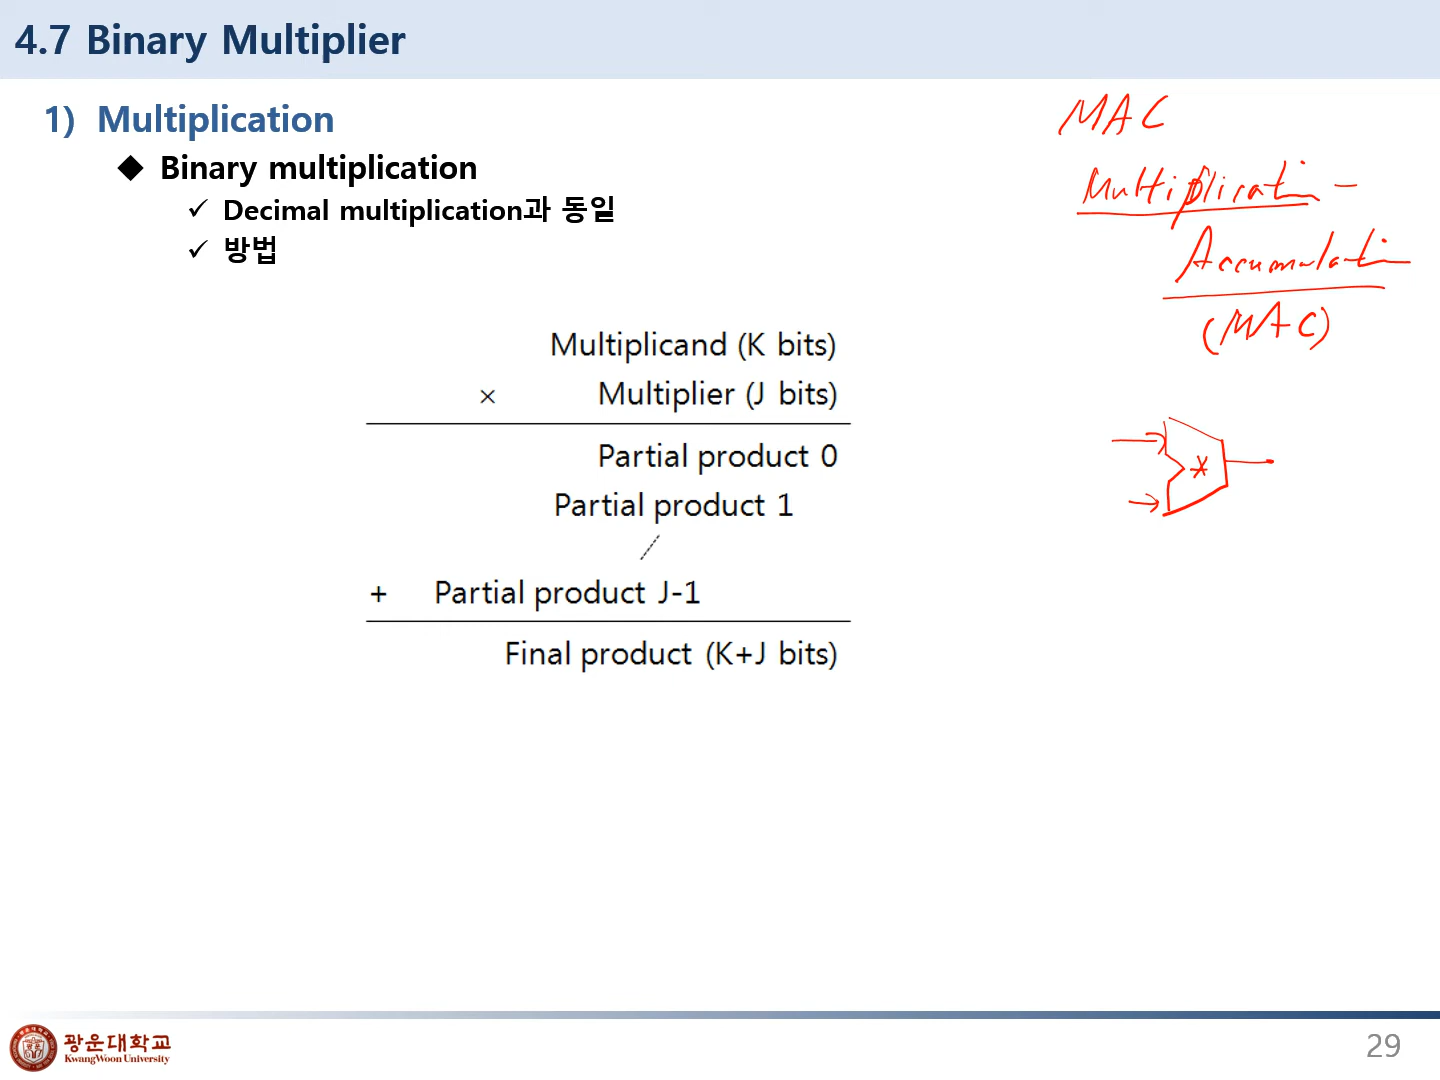 4.7 Binary Multiplier
1) Multiplication
◆ Binary multiplication
✓ Decimal multiplication과 동일
✓ 방법
Multiplicand (K bits)
× Multiplier (J bits)
Partial product 0
Partial product 1
+ Partial product J-1
Final product (K+J bits)
MAC
Multiplication -
Accumulation
(MAC)
*
광운대학교
KwangWoon University
29